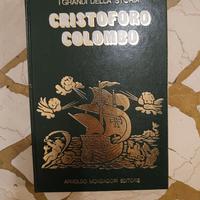 I GRANDI DELLA STORIA
CRISTOFORO
COLOMBO
ARNOLDO MONDADORI EDITORE